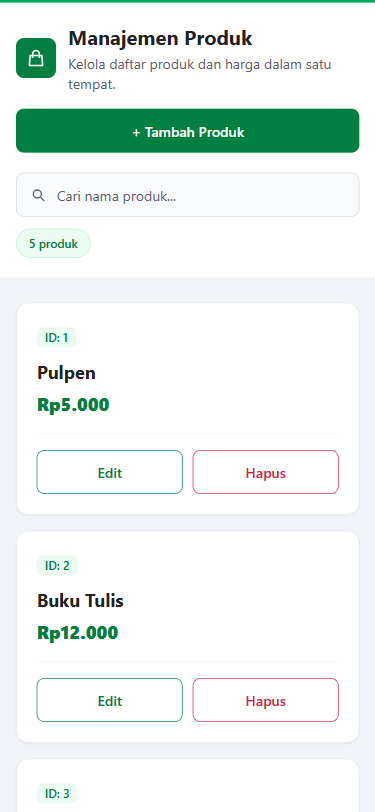 Manajemen Produk
Kelola daftar produk dan harga dalam satu
tempat.
+ Tambah Produk
Cari nama produk...
5 produk
ID: 1
Pulpen
Rp5.000
Edit
Hapus
ID: 2
Buku Tulis
Rp12.000
Edit
Hapus
ID: 3